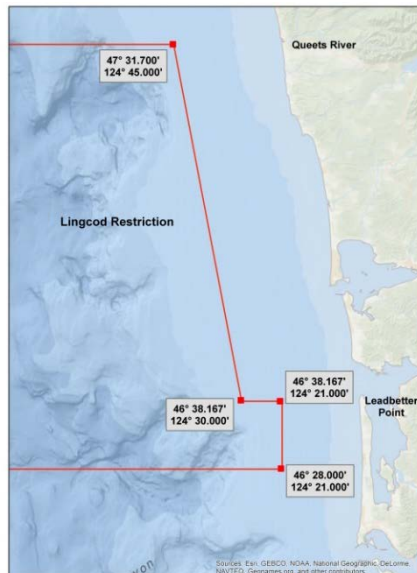 Queets River
47° 31.700'
124° 45.000'
Lingcod Restriction
46° 38.167'
124° 21.000'
Leadbetter
Point
46° 38.167'
124° 30.000'
46° 28.000'
124° 21.000'
Sources: Esri, GEBCO, NOAA, National Geographic, DeLorme,
NAVTEQ, Geonames.org, and other contributors